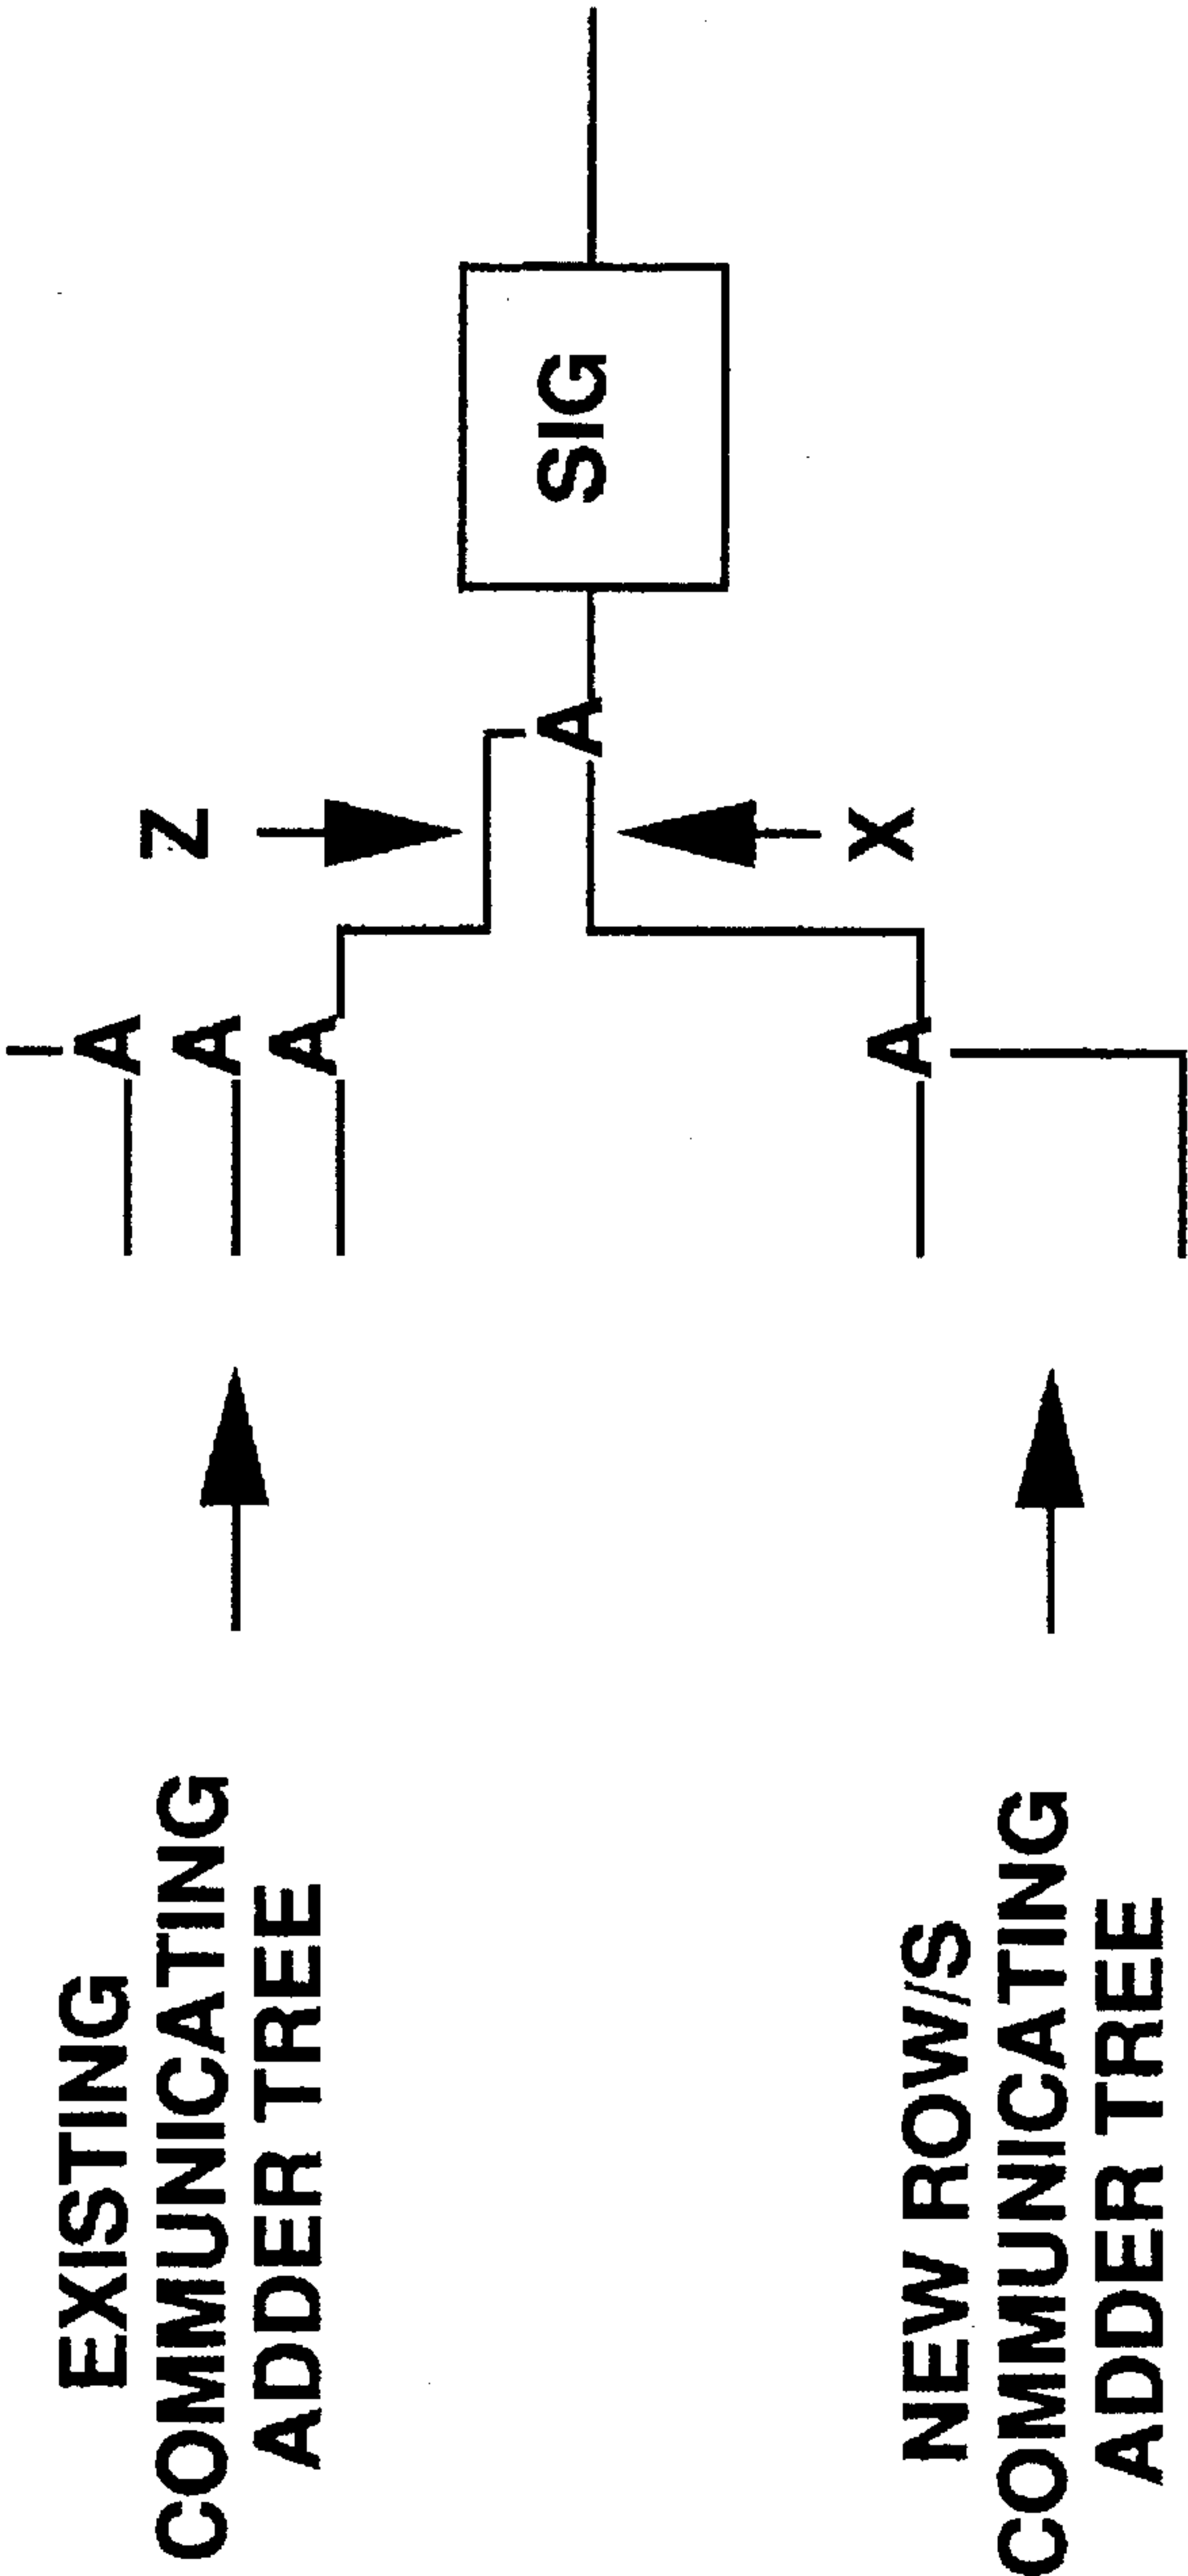 EXISTING
COMMUNICATING
ADDER TREE
A
A
A
Z
A
SIG
X
A
NEW ROW/S
COMMUNICATING
ADDER TREE